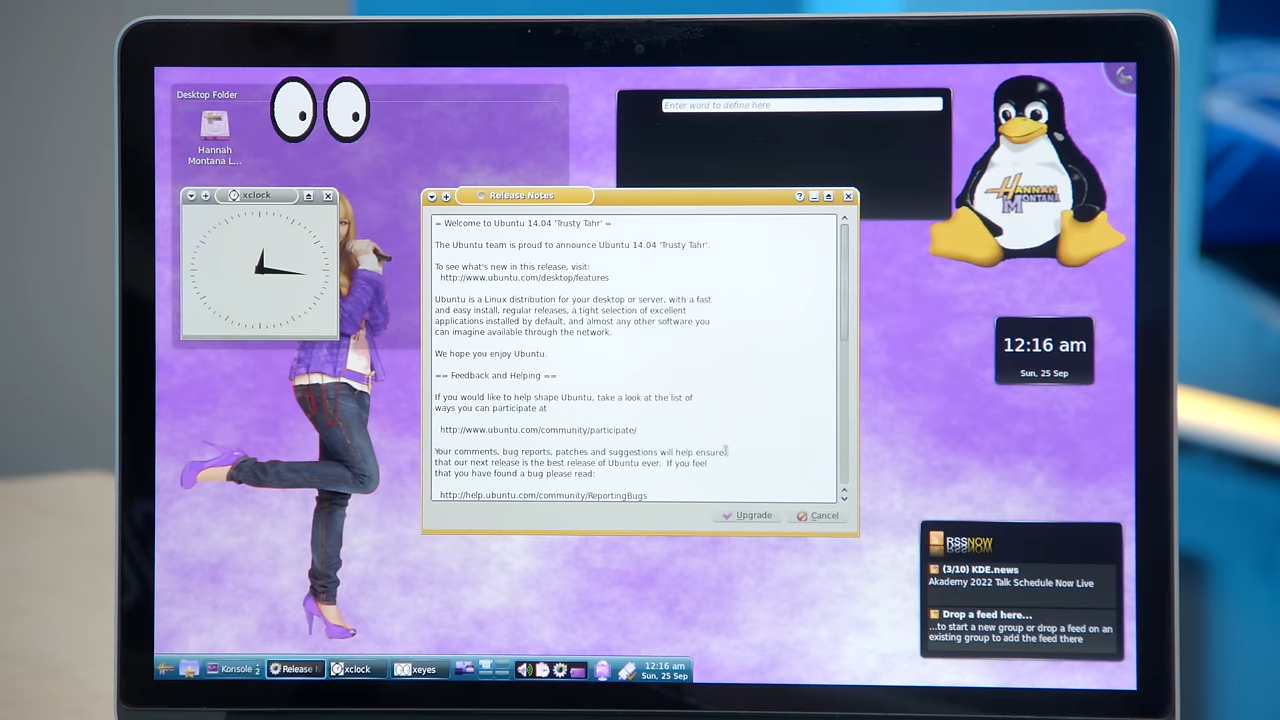 Desktop Folder
Hannah
Montana L...
Enter word to define here
HANNAH
MONTANA
xclock
Release Notes
= Welcome to Ubuntu 14.04 'Trusty Tahr' =
The Ubuntu team is proud to announce Ubuntu 14.04 'Trusty Tahr'.
To see what's new in this release, visit:
http://www.ubuntu.com/desktop/features
Ubuntu is a Linux distribution for your desktop or server, with a fast
and easy install, regular releases, a tight selection of excellent
applications installed by default, and almost any other software you
can imagine available through the network.
We hope you enjoy Ubuntu.
== Feedback and Helping ==
If you would like to help shape Ubuntu, take a look at the list of
ways you can participate at
http://www.ubuntu.com/community/participate/
Your comments, bug reports, patches and suggestions will help ensure
that our next release is the best release of Ubuntu ever.  If you feel
that you have found a bug please read:
http://help.ubuntu.com/community/ReportingBugs
Upgrade
Cancel
12:16 am
Sun, 25 Sep
RSSNOW
(3/10) KDE.news
Akademy 2022 Talk Schedule Now Live
Drop a feed here...
...to start a new group or drop a feed on an
existing group to add the feed there
Konsole 2
Release N
xclock
xeyes
12:16 am
Sun, 25 Sep